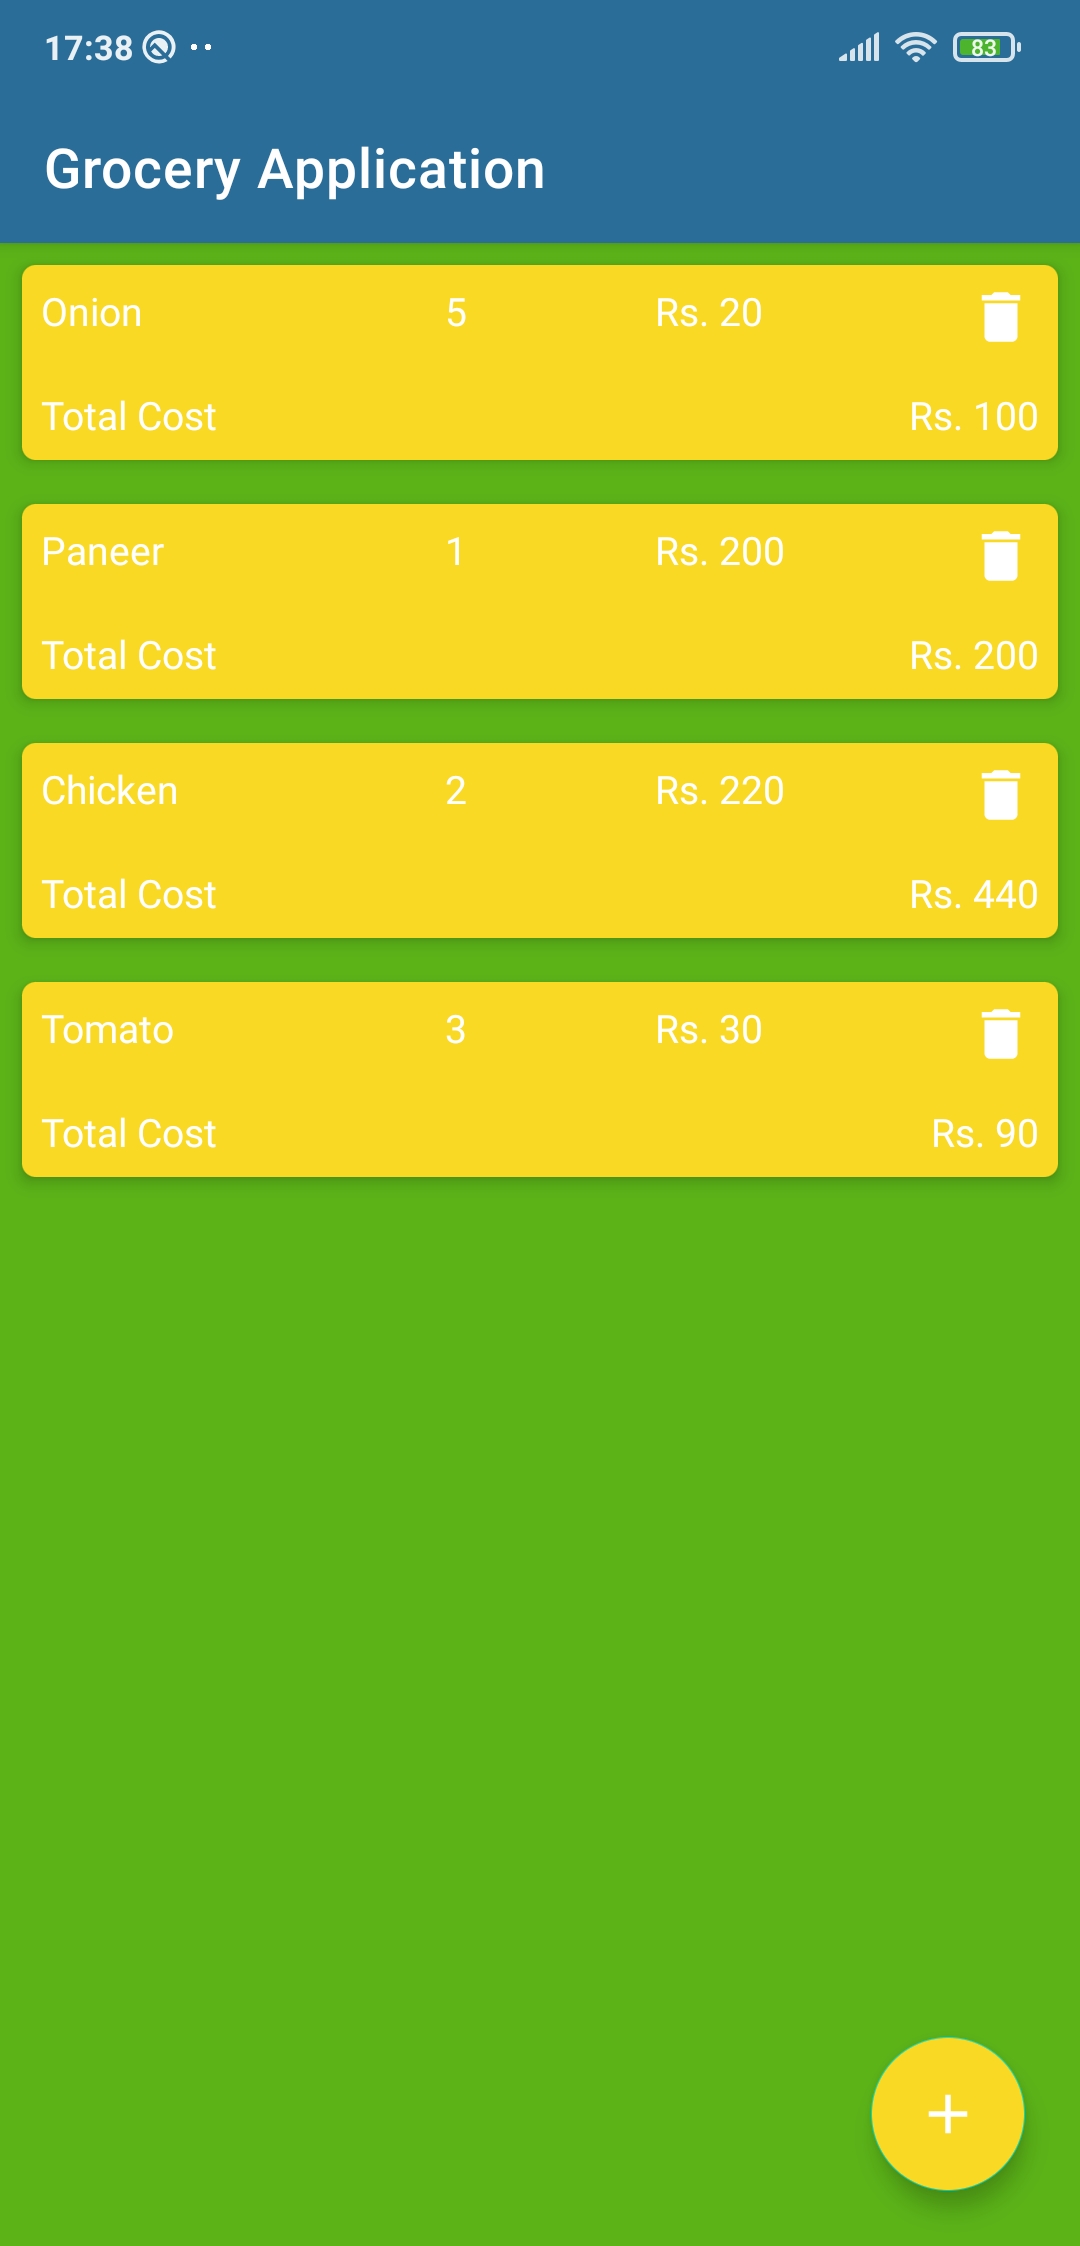 17:38
83
Grocery Application
Onion 5 Rs. 20
Total Cost Rs. 100
Paneer 1 Rs. 200
Total Cost Rs. 200
Chicken 2 Rs. 220
Total Cost Rs. 440
Tomato 3 Rs. 30
Total Cost Rs. 90